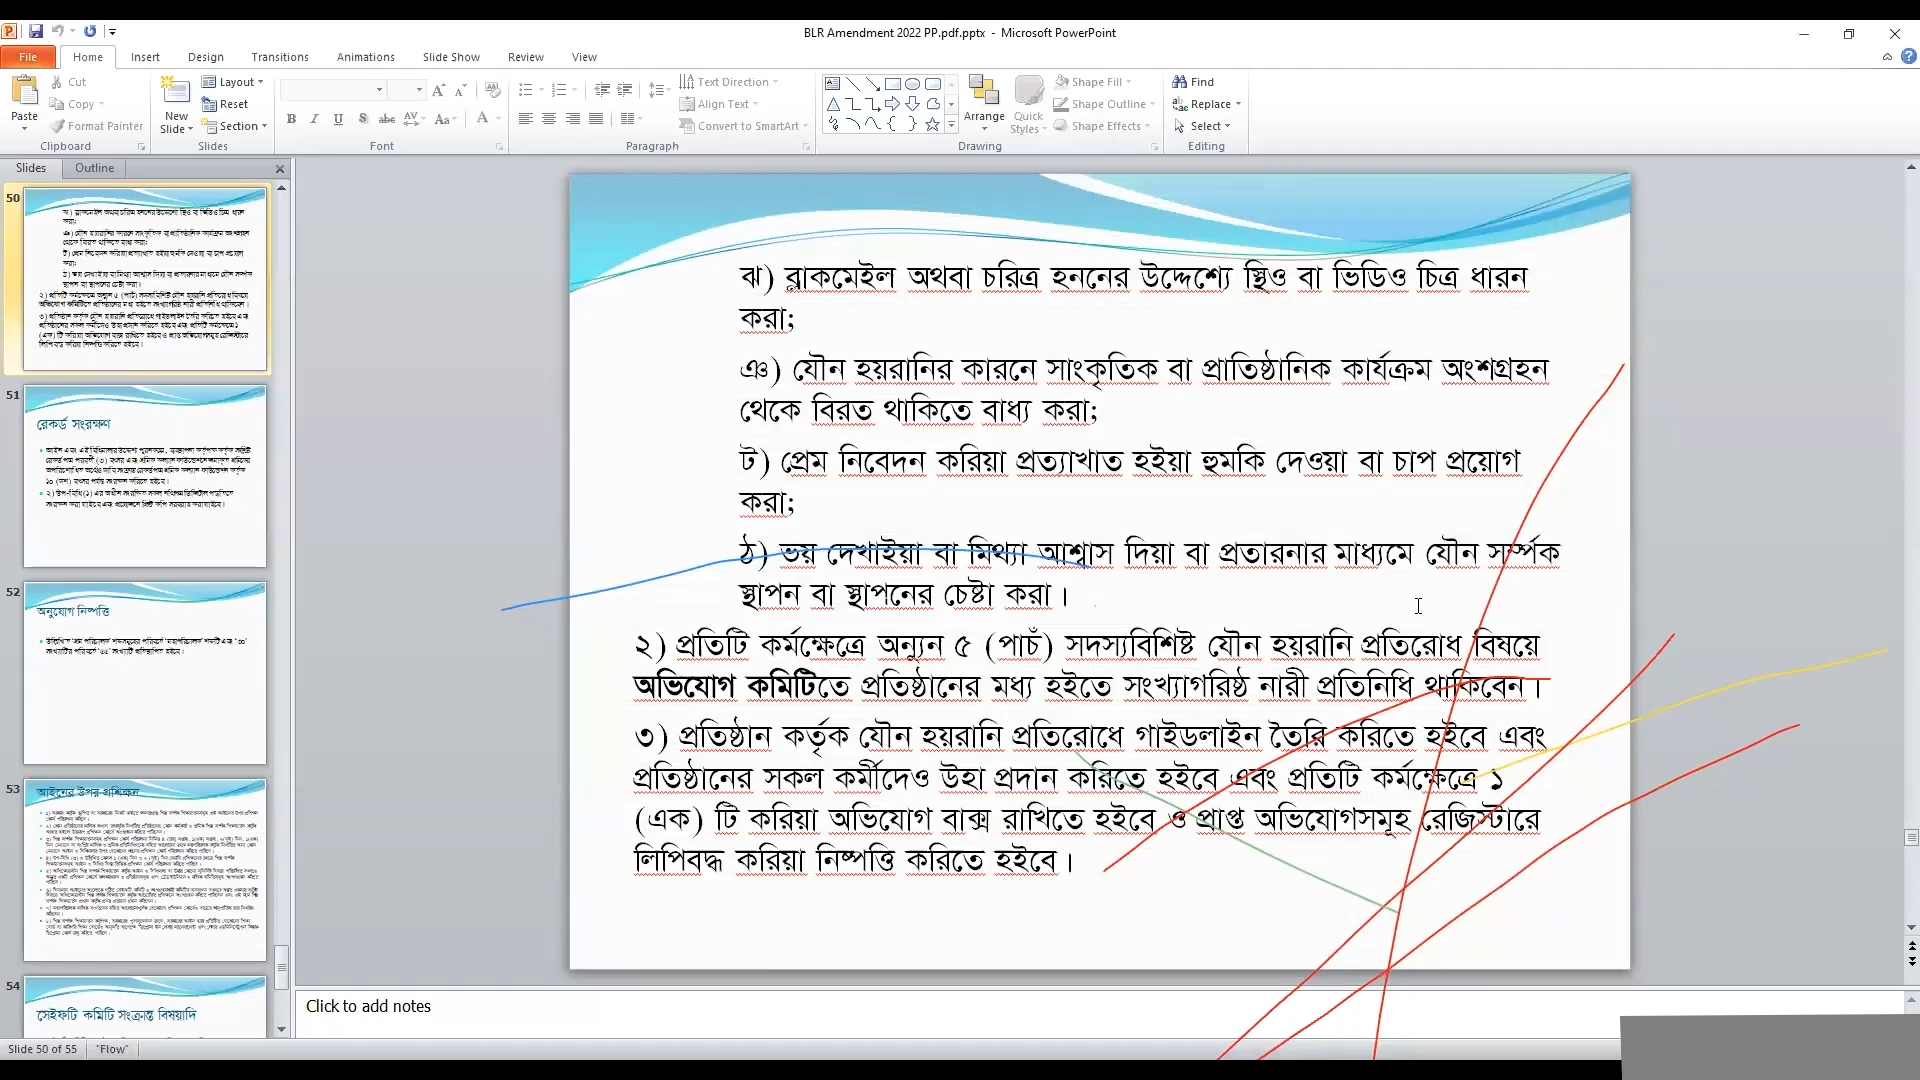 BLR Amendment 2022 PP.pdf.pptx - Microsoft PowerPoint
File Home Insert Design Transitions Animations Slide Show Review View
Cut Layout Text Direction Shape Fill Find
Copy Reset Align Text Shape Outline Replace
Paste Format Painter New Slide Section Convert to SmartArt Arrange Quick Styles Shape Effects Select
Clipboard Slides Font Paragraph Drawing Editing
Slides Outline
50
51
রেকর্ড সংরক্ষণ
52
অনুযোগ নিষ্পত্তি
53
আইনের উপর প্রশিক্ষণ
54
সেইফটি কমিটি সংক্রান্ত বিষয়াদি
ঝ) ব্লাকমেইল অথবা চরিত্র হননের উদ্দেশ্যে স্থিও বা ভিডিও চিত্র ধারন
করা;
ঞ) যৌন হয়রানির কারনে সাংকৃতিক বা প্রাতিষ্ঠানিক কার্যক্রম অংশগ্রহন
থেকে বিরত থাকিতে বাধ্য করা;
ট) প্রেম নিবেদন করিয়া প্রত্যাখাত হইয়া হুমকি দেওয়া বা চাপ প্রয়োগ
করা;
ঠ) ভয় দেখাইয়া বা মিথ্যা আশ্বাস দিয়া বা প্রতারনার মাধ্যমে যৌন সর্ম্পক
স্থাপন বা স্থাপনের চেষ্টা করা।
২) প্রতিটি কর্মক্ষেত্রে অন্যূন ৫ (পাচঁ) সদস্যবিশিষ্ট যৌন হয়রানি প্রতিরোধ বিষয়ে
অভিযোগ কমিটিতে প্রতিষ্ঠানের মধ্য হইতে সংখ্যাগরিষ্ঠ নারী প্রতিনিধি থাকিবেন।
৩) প্রতিষ্ঠান কর্তৃক যৌন হয়রানি প্রতিরোধে গাইডলাইন তৈরি করিতে হইবে এবং
প্রতিষ্ঠানের সকল কর্মীদেও উহা প্রদান করিতে হইবে এবং প্রতিটি কর্মক্ষেত্রে ১
(এক) টি করিয়া অভিযোগ বাক্স রাখিতে হইবে ও প্রাপ্ত অভিযোগসমূহ রেজিস্টারে
লিপিবদ্ধ করিয়া নিষ্পত্তি করিতে হইবে।
Click to add notes
Slide 50 of 55 "Flow"